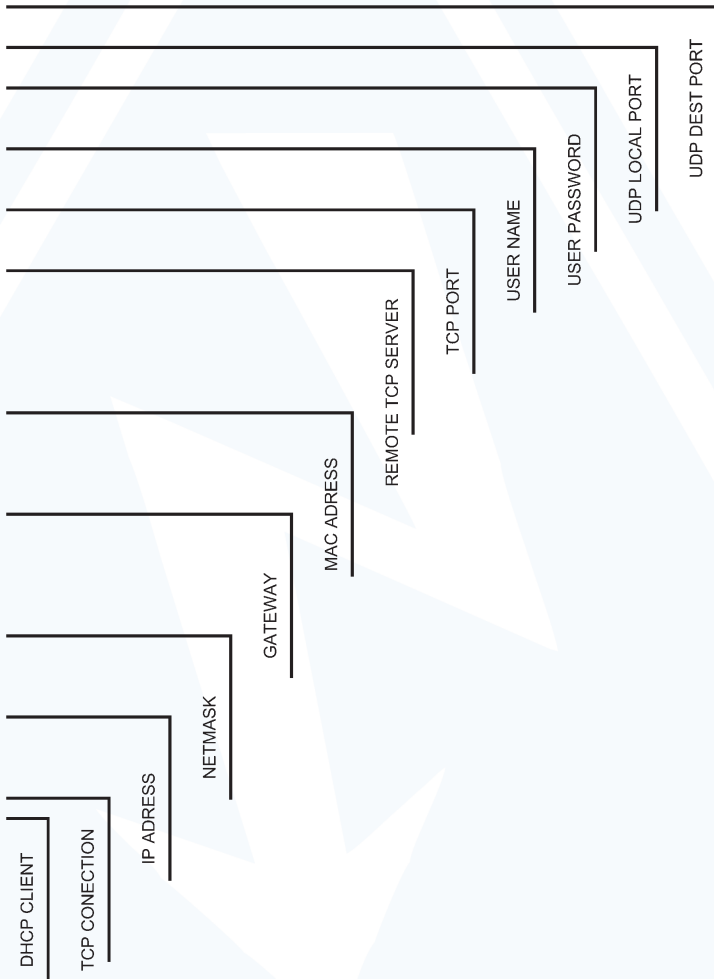 DHCP CLIENT
TCP CONECTION
IP ADRESS
NETMASK
GATEWAY
MAC ADRESS
REMOTE TCP SERVER
TCP PORT
USER NAME
USER PASSWORD
UDP LOCAL PORT
UDP DEST PORT